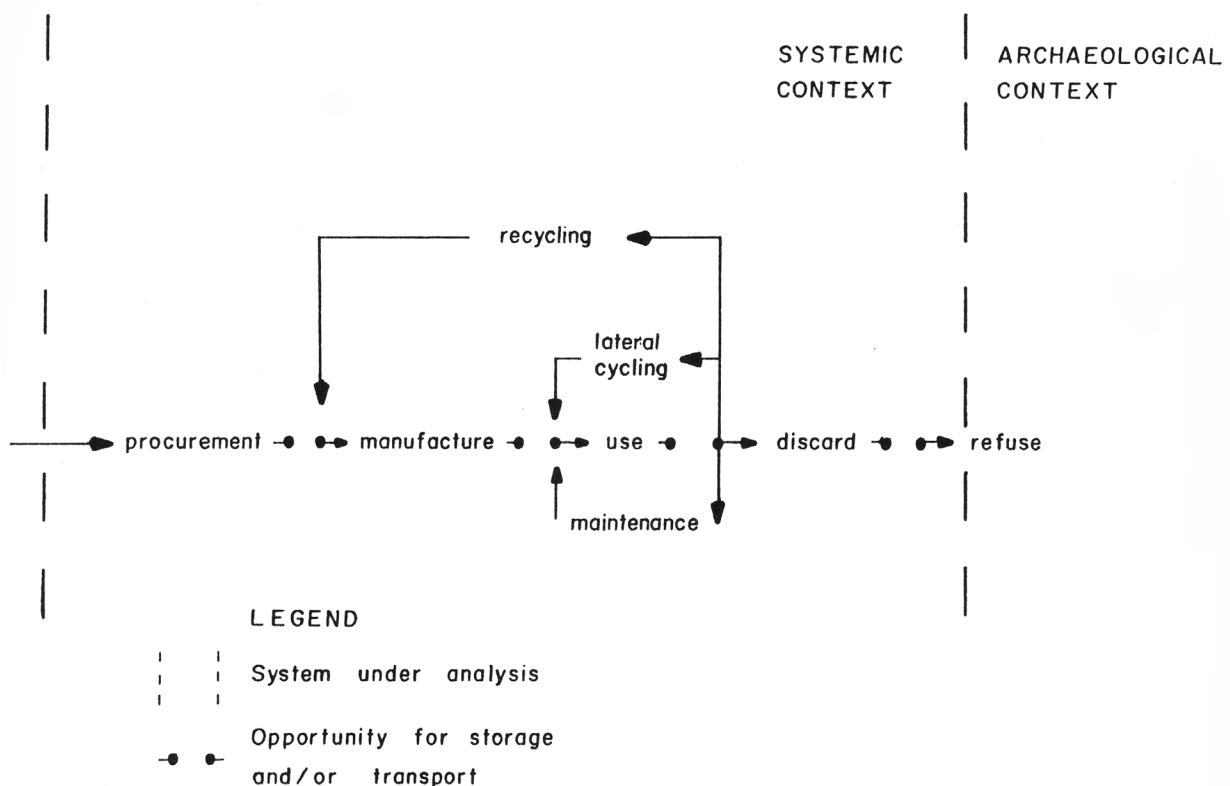 SYSTEMIC
CONTEXT
ARCHAEOLOGICAL
CONTEXT
recycling
lateral
cycling
procurement
manufacture
use
discard
refuse
maintenance
LEGEND
System under analysis
Opportunity for storage
and/or transport